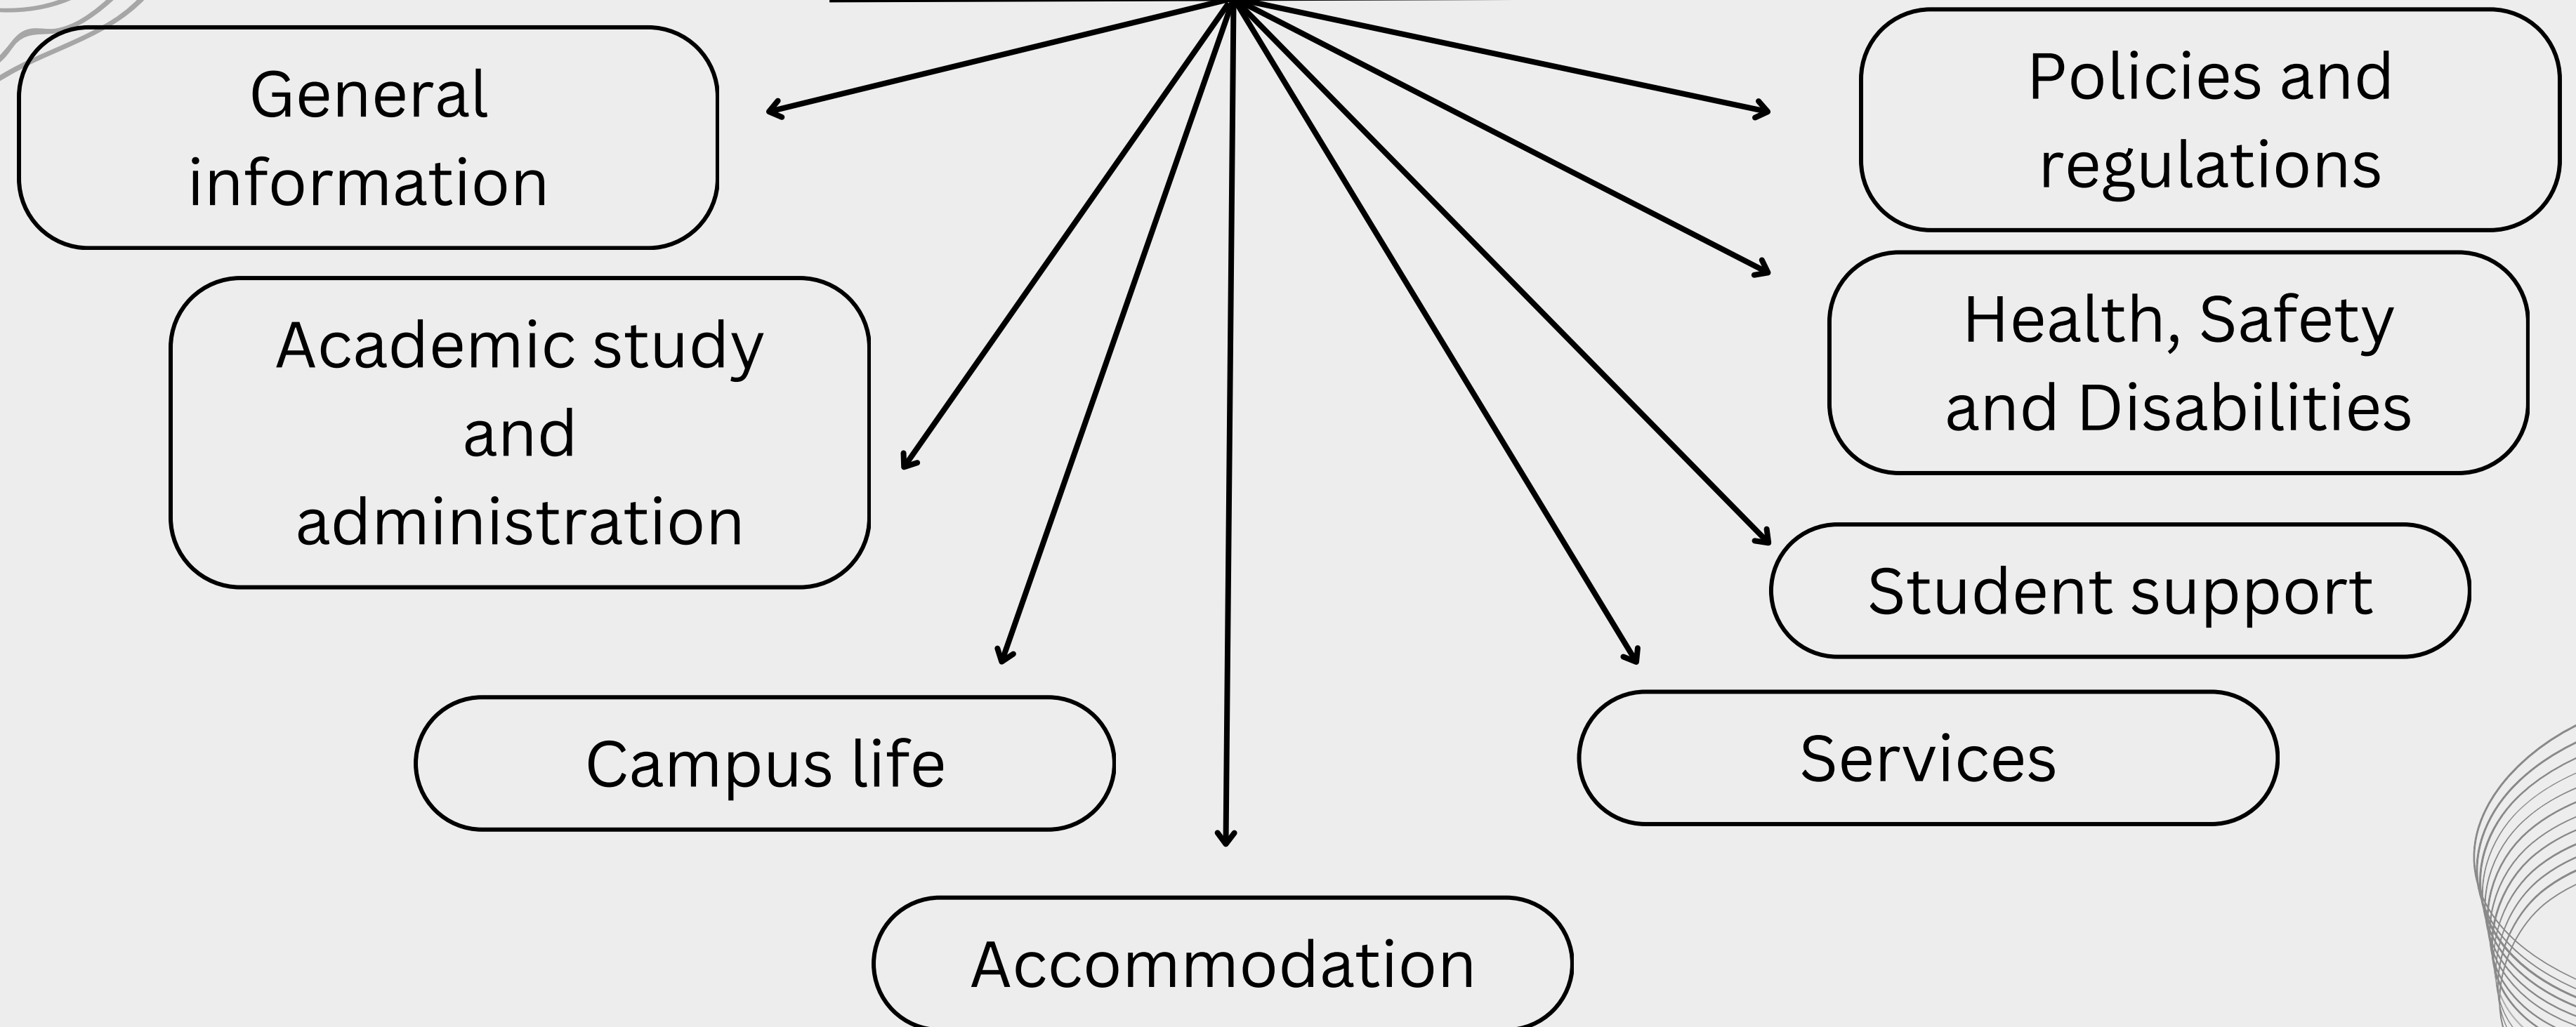 General
information
Academic study
and
administration
Campus life
Accommodation
Services
Student support
Health, Safety
and Disabilities
Policies and
regulations